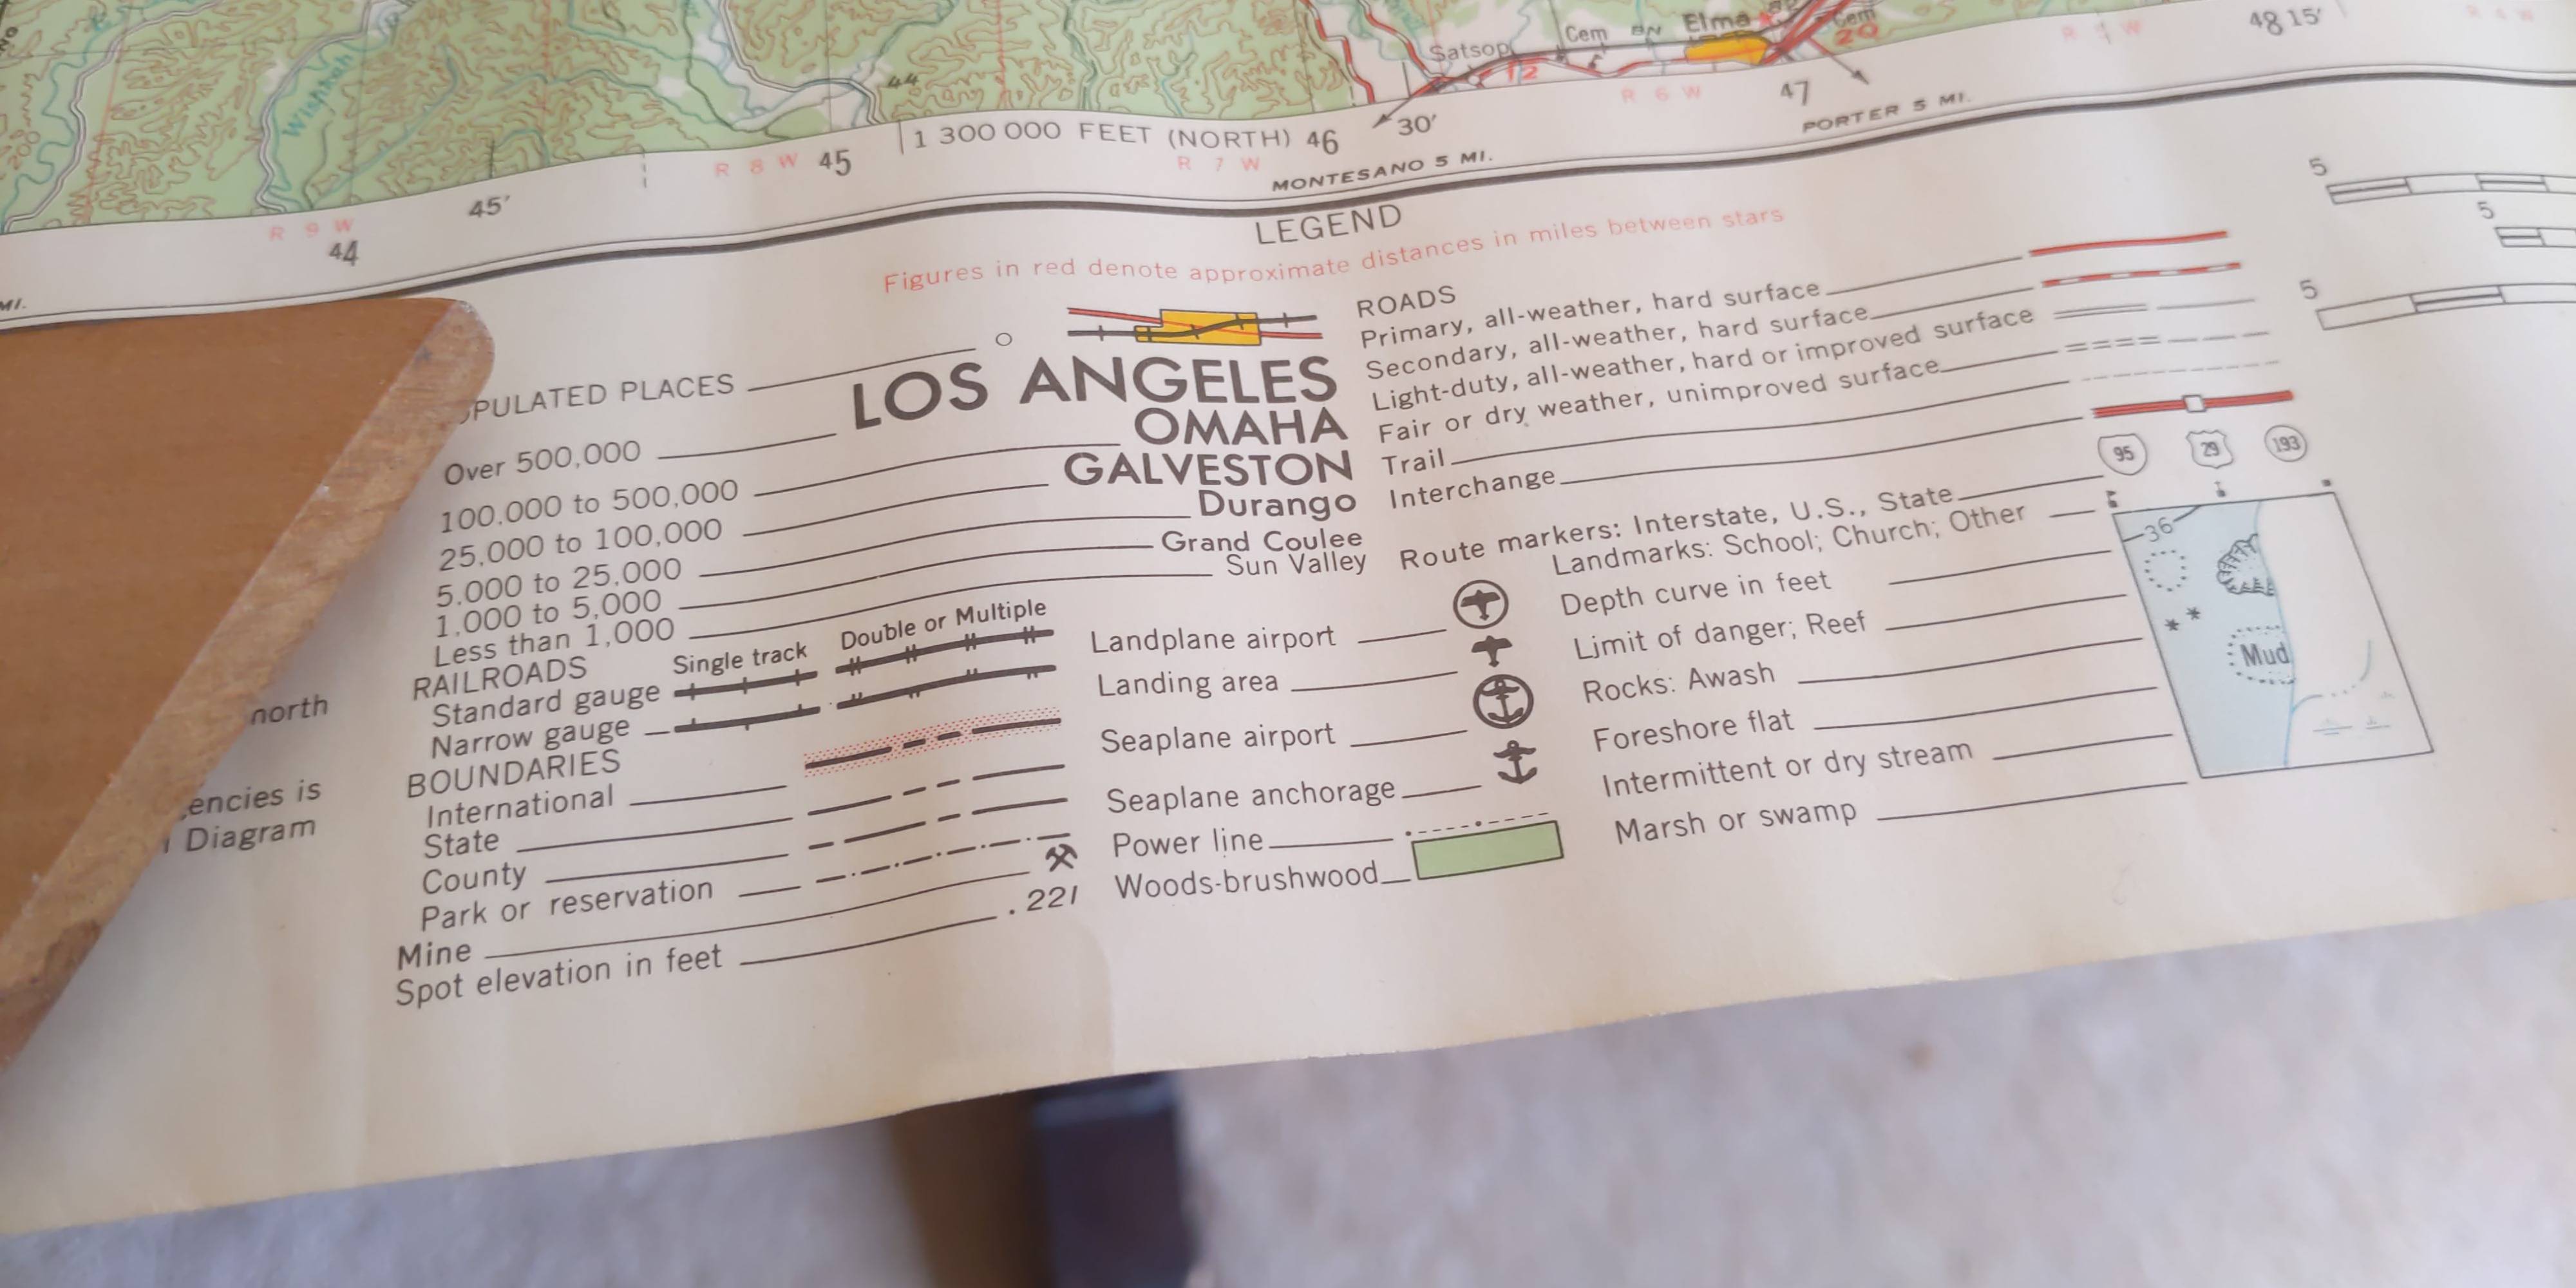 Wishkah
44
Satsop
12
Cem
BN
Elma
Cem
20
R 9 W
44
45'
R 8 W
45
1 300 000 FEET (NORTH)
46
R 7 W
30'
MONTESANO 5 MI.
R 6 W
47
PORTER 5 MI.
48 15'
MI.
LEGEND
Figures in red denote approximate distances in miles between stars
PULATED PLACES
Over 500,000 LOS ANGELES
100,000 to 500,000 OMAHA
25,000 to 100,000 GALVESTON
5,000 to 25,000 Durango
1,000 to 5,000 Grand Coulee
Less than 1,000 Sun Valley
RAILROADS Single track Double or Multiple
Standard gauge
Narrow gauge
BOUNDARIES
International
State
County
Park or reservation
Mine
Spot elevation in feet .221
Landplane airport
Landing area
Seaplane airport
Seaplane anchorage
Power line
Woods-brushwood
ROADS
Primary, all-weather, hard surface
Secondary, all-weather, hard surface
Light-duty, all-weather, hard or improved surface
Fair or dry weather, unimproved surface
Trail
Interchange
Route markers: Interstate, U.S., State 95 29 193
Landmarks: School; Church; Other
Depth curve in feet 36
Limit of danger; Reef
Rocks: Awash
Foreshore flat Mud
Intermittent or dry stream
Marsh or swamp
5
5
5
north
encies is
Diagram